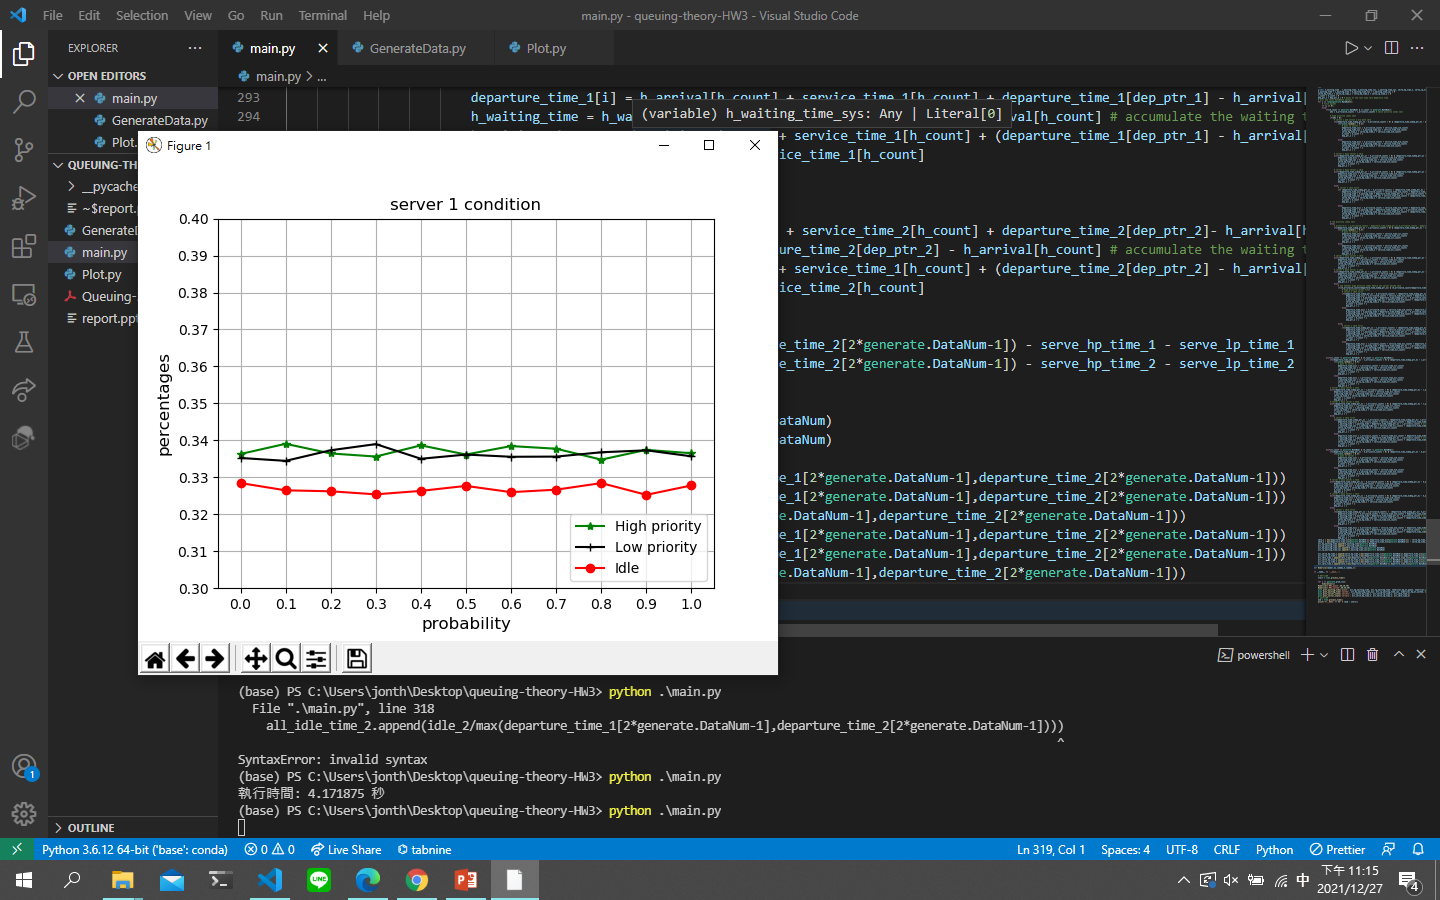 File Edit Selection View Go Run Terminal Help
main.py - queuing-theory-HW3 - Visual Studio Code
EXPLORER
main.py
GenerateData.py
Plot.py
OPEN EDITORS
main.py
GenerateData.py
Plot.
QUEUING-TH
__pycache
~$report.
Generatel
main.py
Plot.py
Queuing-
report.ppt
OUTLINE
main.py > ...
293 departure_time_1[i] = h_arrival[h_count] + service_time_1[h_count] + departure_time_1[dep_ptr_1] - h_arrival[
294 h_waiting_time = h_wa
(variable) h_waiting_time_sys: Any | Literal[0]
val[h_count] # accumulate the waiting t
+ service_time_1[h_count] + (departure_time_1[dep_ptr_1] - h_arrival[
ice_time_1[h_count]
+ service_time_2[h_count] + departure_time_2[dep_ptr_2]- h_arrival[h
ure_time_2[dep_ptr_2] - h_arrival[h_count] # accumulate the waiting t
+ service_time_1[h_count] + (departure_time_2[dep_ptr_2] - h_arrival[
ice_time_2[h_count]
e_time_2[2*generate.DataNum-1]) - serve_hp_time_1 - serve_lp_time_1
e_time_2[2*generate.DataNum-1]) - serve_hp_time_2 - serve_lp_time_2
ataNum)
ataNum)
e_1[2*generate.DataNum-1],departure_time_2[2*generate.DataNum-1]))
e_1[2*generate.DataNum-1],departure_time_2[2*generate.DataNum-1]))
e.DataNum-1],departure_time_2[2*generate.DataNum-1]))
e_1[2*generate.DataNum-1],departure_time_2[2*generate.DataNum-1]))
e_1[2*generate.DataNum-1],departure_time_2[2*generate.DataNum-1]))
e.DataNum-1],departure_time_2[2*generate.DataNum-1]))
Figure 1
server 1 condition
percentages
0.40
0.39
0.38
0.37
0.36
0.35
0.34
0.33
0.32
0.31
0.30
High priority
Low priority
Idle
0.0 0.1 0.2 0.3 0.4 0.5 0.6 0.7 0.8 0.9 1.0
probability
powershell
(base) PS C:\Users\jonth\Desktop\queuing-theory-HW3> python .\main.py
File ".\main.py", line 318
all_idle_time_2.append(idle_2/max(departure_time_1[2*generate.DataNum-1],departure_time_2[2*generate.DataNum-1])))
^
SyntaxError: invalid syntax
(base) PS C:\Users\jonth\Desktop\queuing-theory-HW3> python .\main.py
執行時間: 4.171875 秒
(base) PS C:\Users\jonth\Desktop\queuing-theory-HW3> python .\main.py
1
Python 3.6.12 64-bit ('base': conda) 0 0 Live Share tabnine
Ln 319, Col 1 Spaces: 4 UTF-8 CRLF Python Prettier
LINE
中
下午 11:15
2021/12/27
4